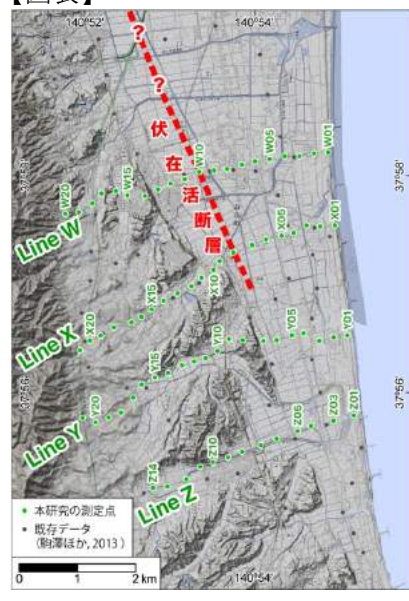 【図表】
140°52'
140°54'
?
?
伏
在
活
断
層
W01
W05
W10
W15
W20
37°58'
Line W
X01
X05
X10
X15
X20
Line X
Y01
Y05
Y10
Y15
Y20
Line Y
37°56'
37°56'
Z01
Z03
Z06
Z10
Z14
Line Z
本研究の測定点
既存データ
(駒澤ほか, 2013)
0 1 2 km
140°54'